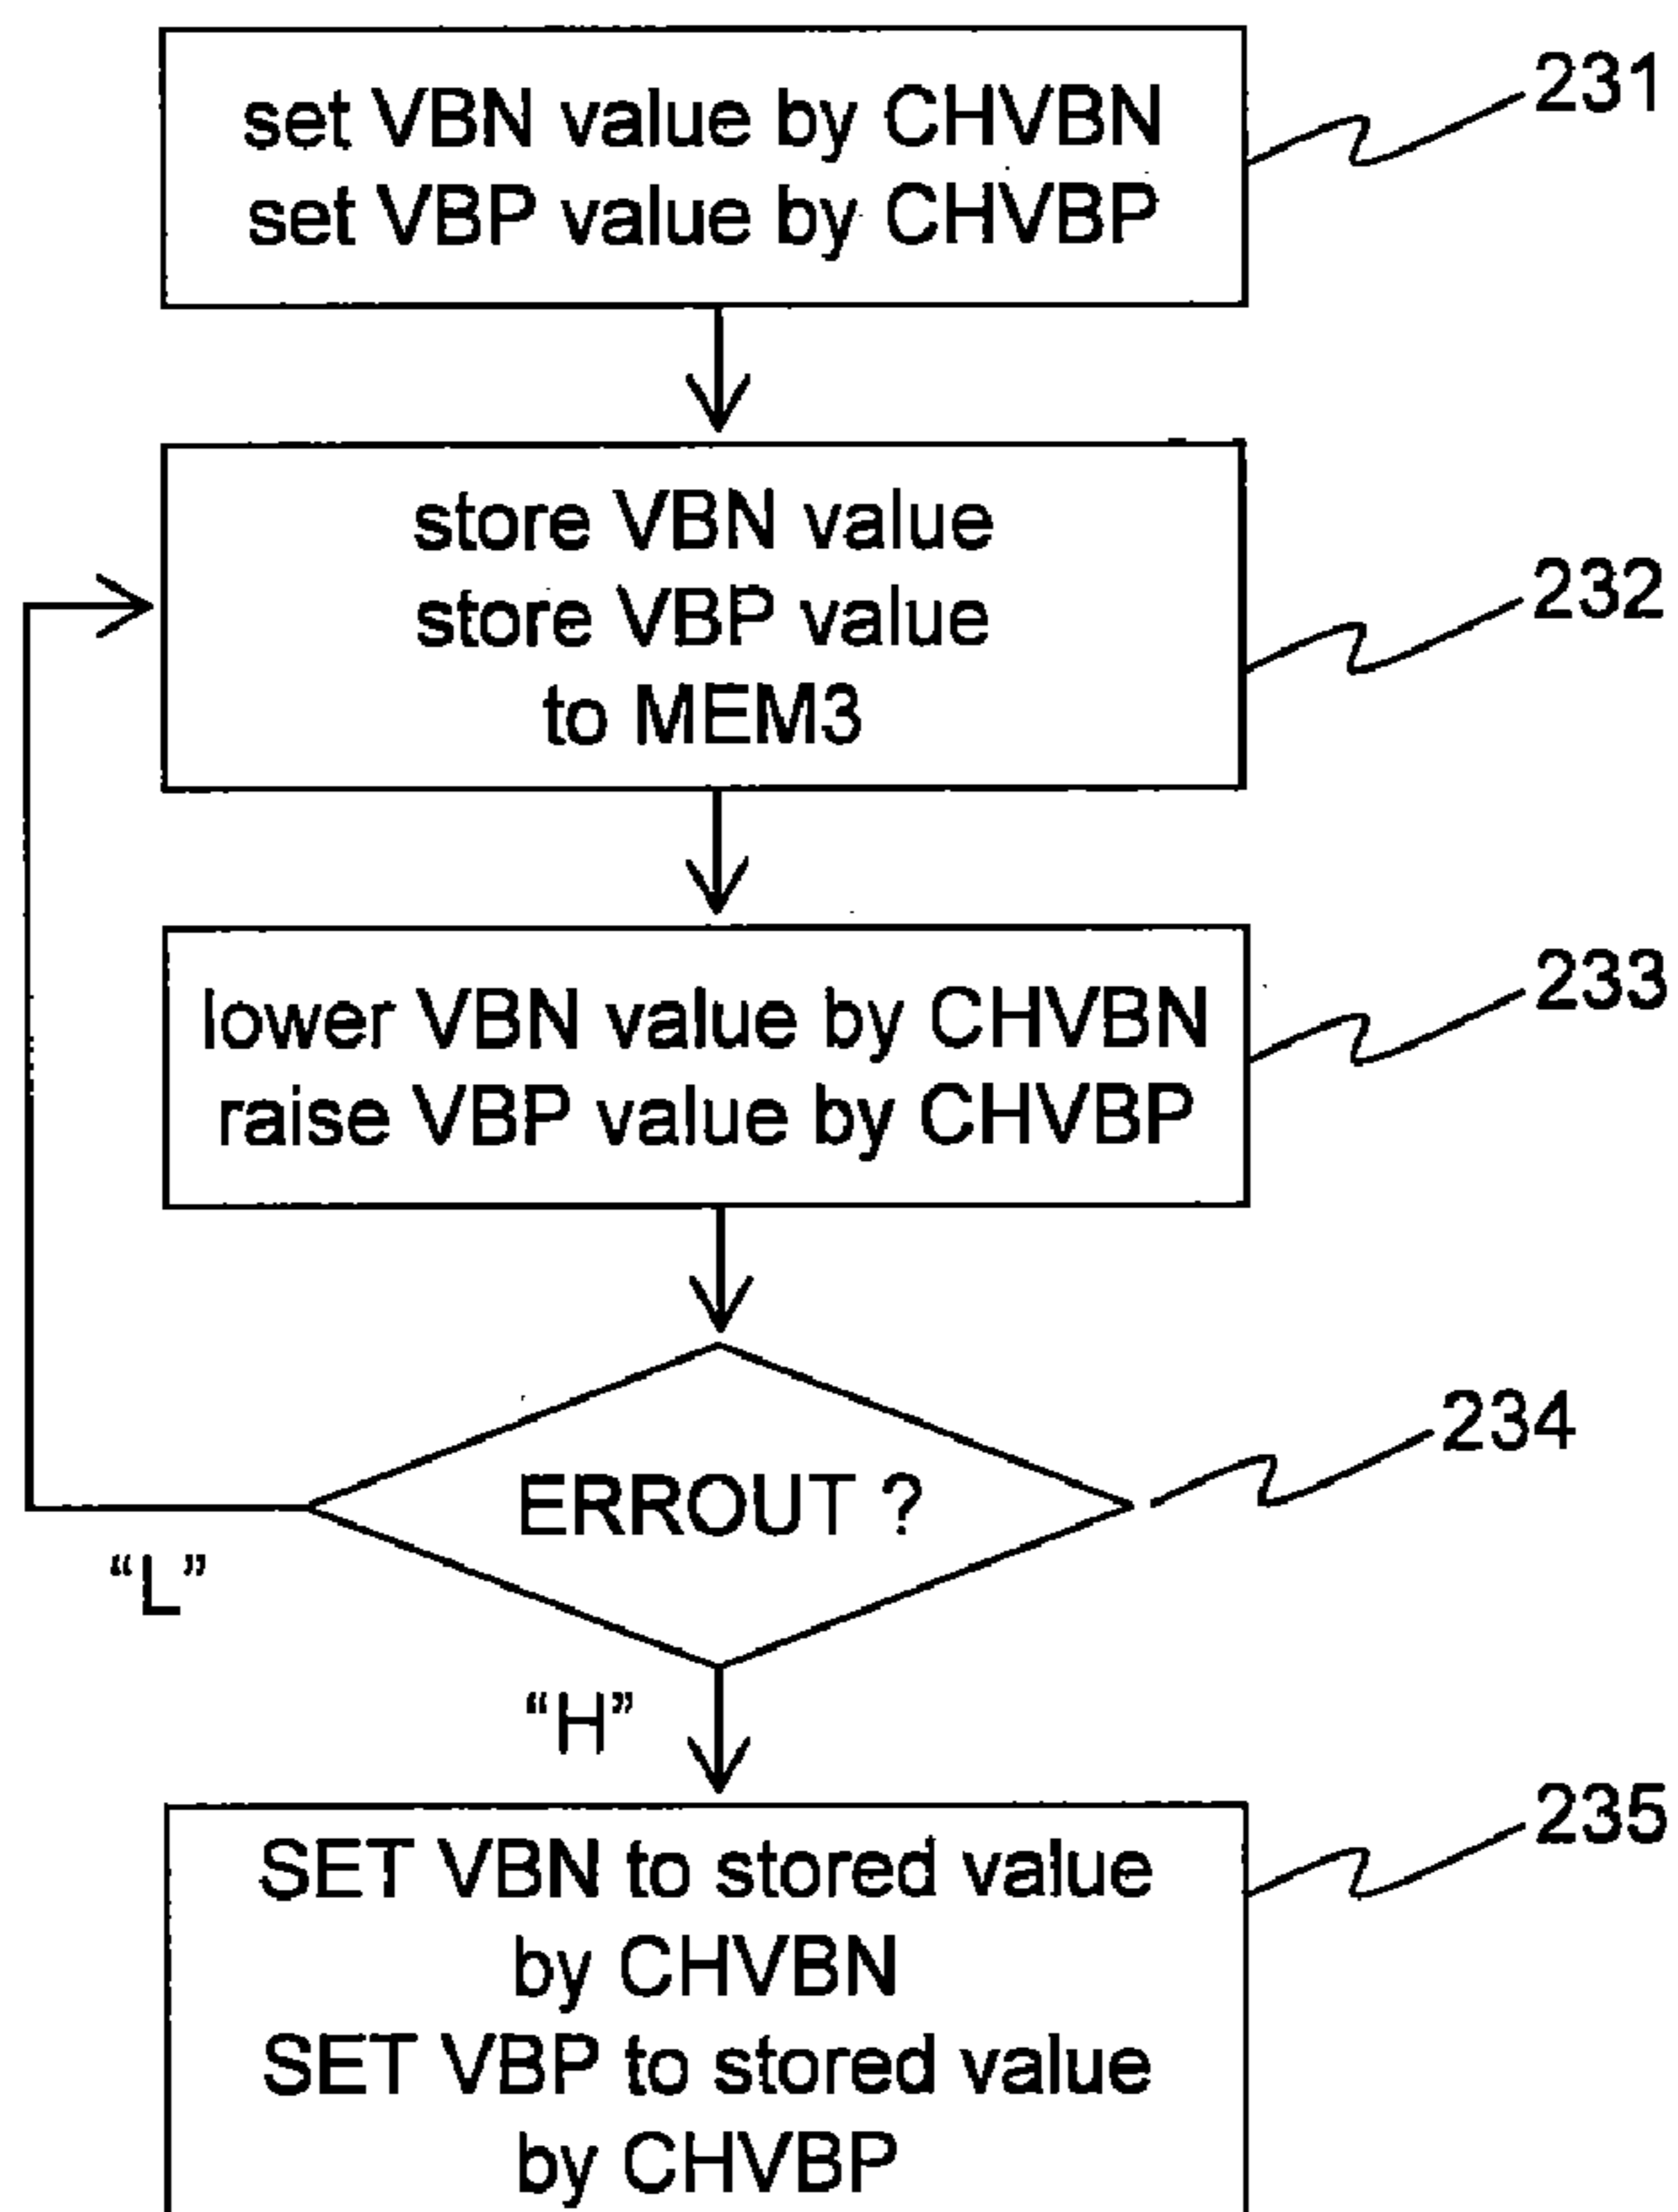 set VBN value by CHVBN
set VBP value by CHVBP
231
store VBN value
store VBP value
to MEM3
232
lower VBN value by CHVBN
raise VBP value by CHVBP
233
ERROUT ?
234
“L”
“H”
SET VBN to stored value
by CHVBN
SET VBP to stored value
by CHVBP
235